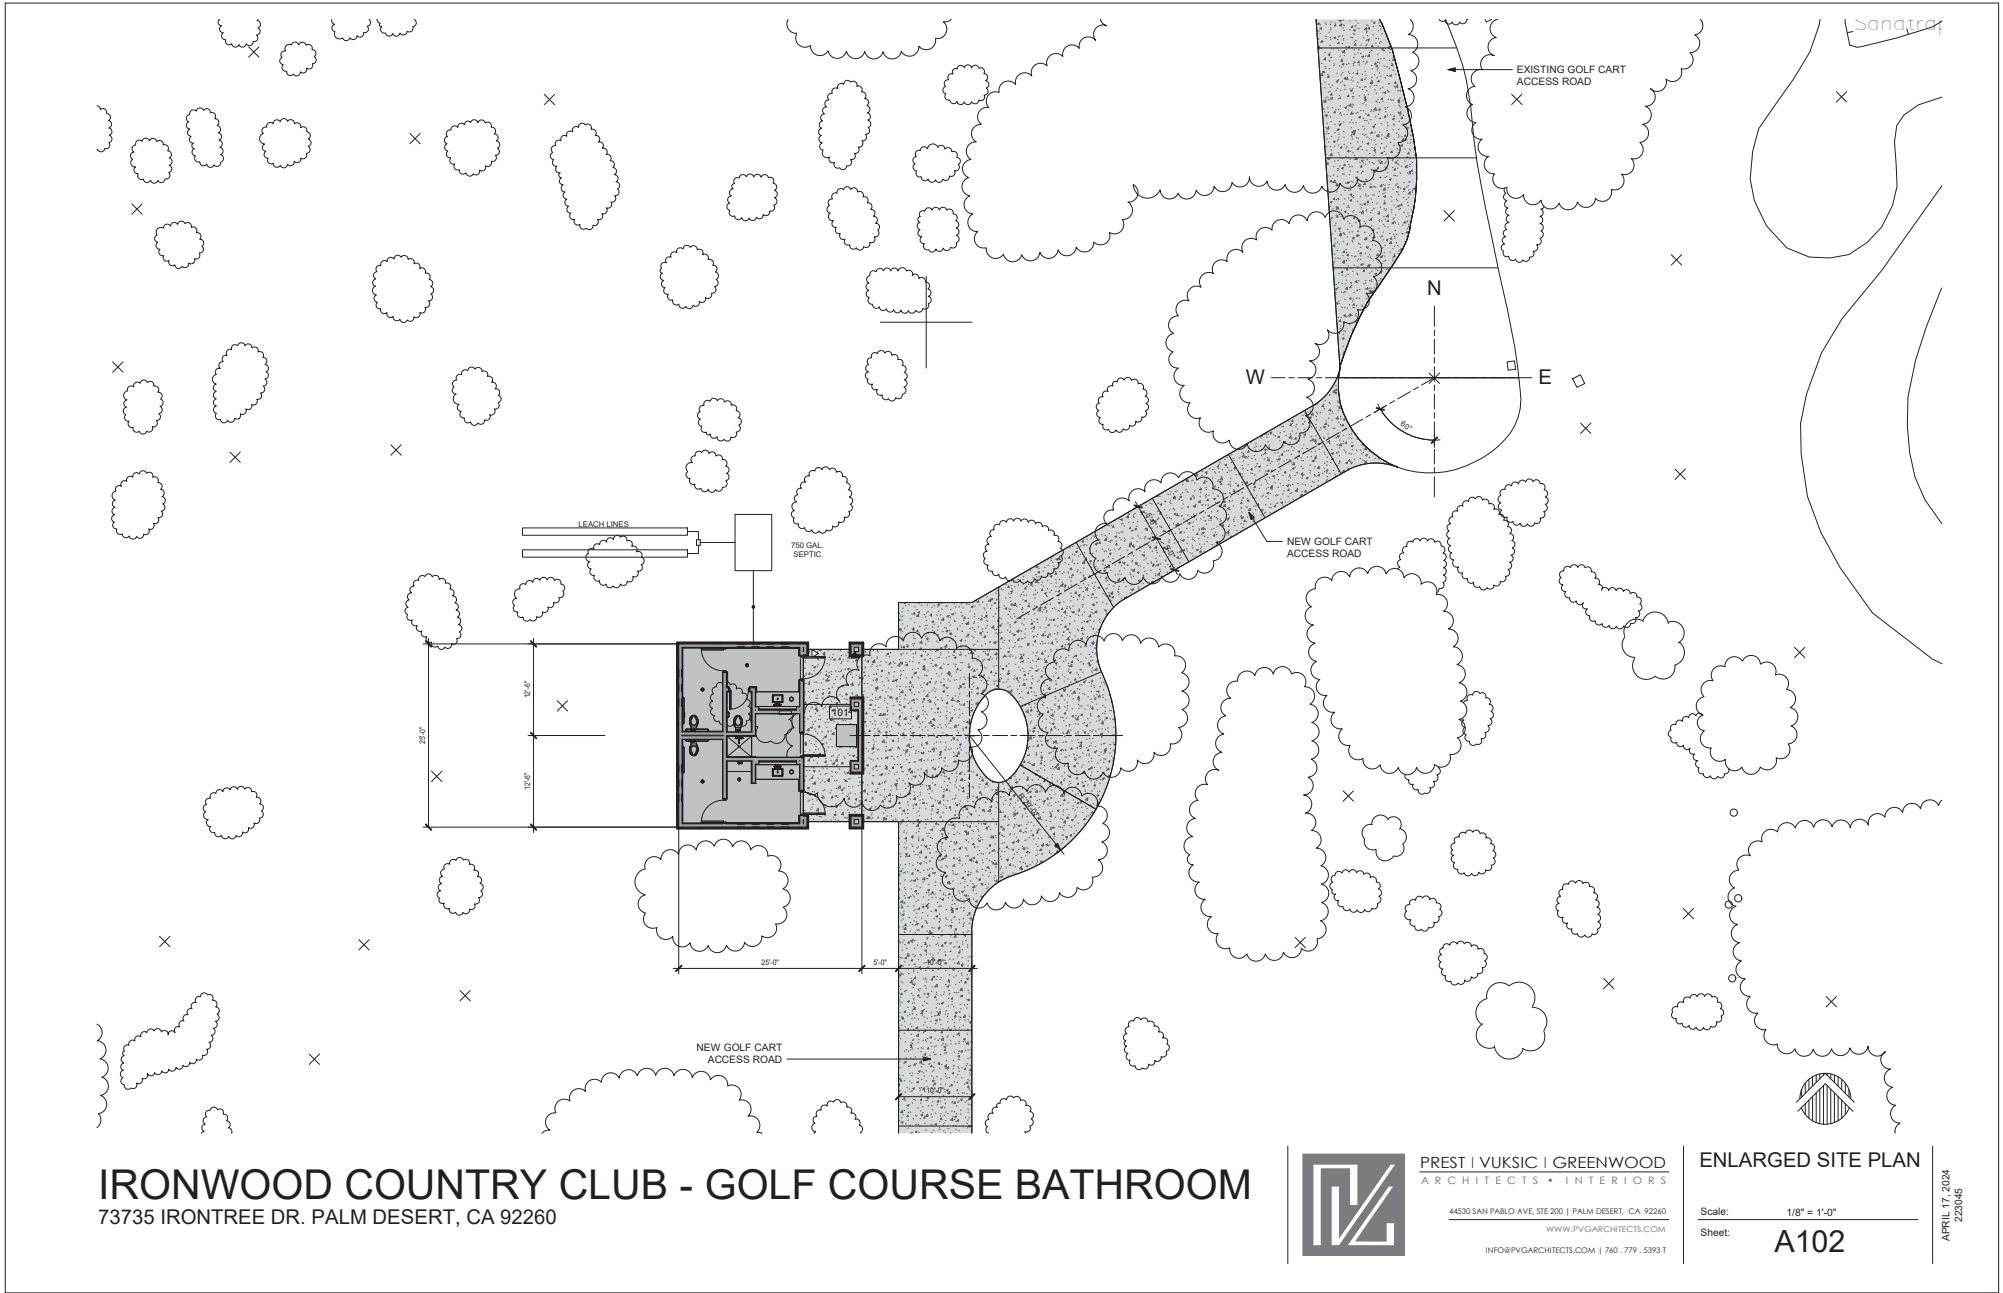 Sandtrap
EXISTING GOLF CART
ACCESS ROAD
N
W
E
60°
LEACH LINES
750 GAL.
SEPTIC
NEW GOLF CART
ACCESS ROAD
12'-6"
25'-0"
12'-6"
101
25'-0"
5'-0"
10'-0"
NEW GOLF CART
ACCESS ROAD
10'-0"
IRONWOOD COUNTRY CLUB - GOLF COURSE BATHROOM
73735 IRONTREE DR. PALM DESERT, CA 92260
PREST | VUKSIC | GREENWOOD
ARCHITECTS • INTERIORS
44530 SAN PABLO AVE, STE 200 | PALM DESERT, CA 92260
WWW.PVGARCHITECTS.COM
INFO@PVGARCHITECTS.COM | 760 . 779 . 5393 T
ENLARGED SITE PLAN
Scale: 1/8" = 1'-0"
Sheet: A102
APRIL 17, 2024
223045